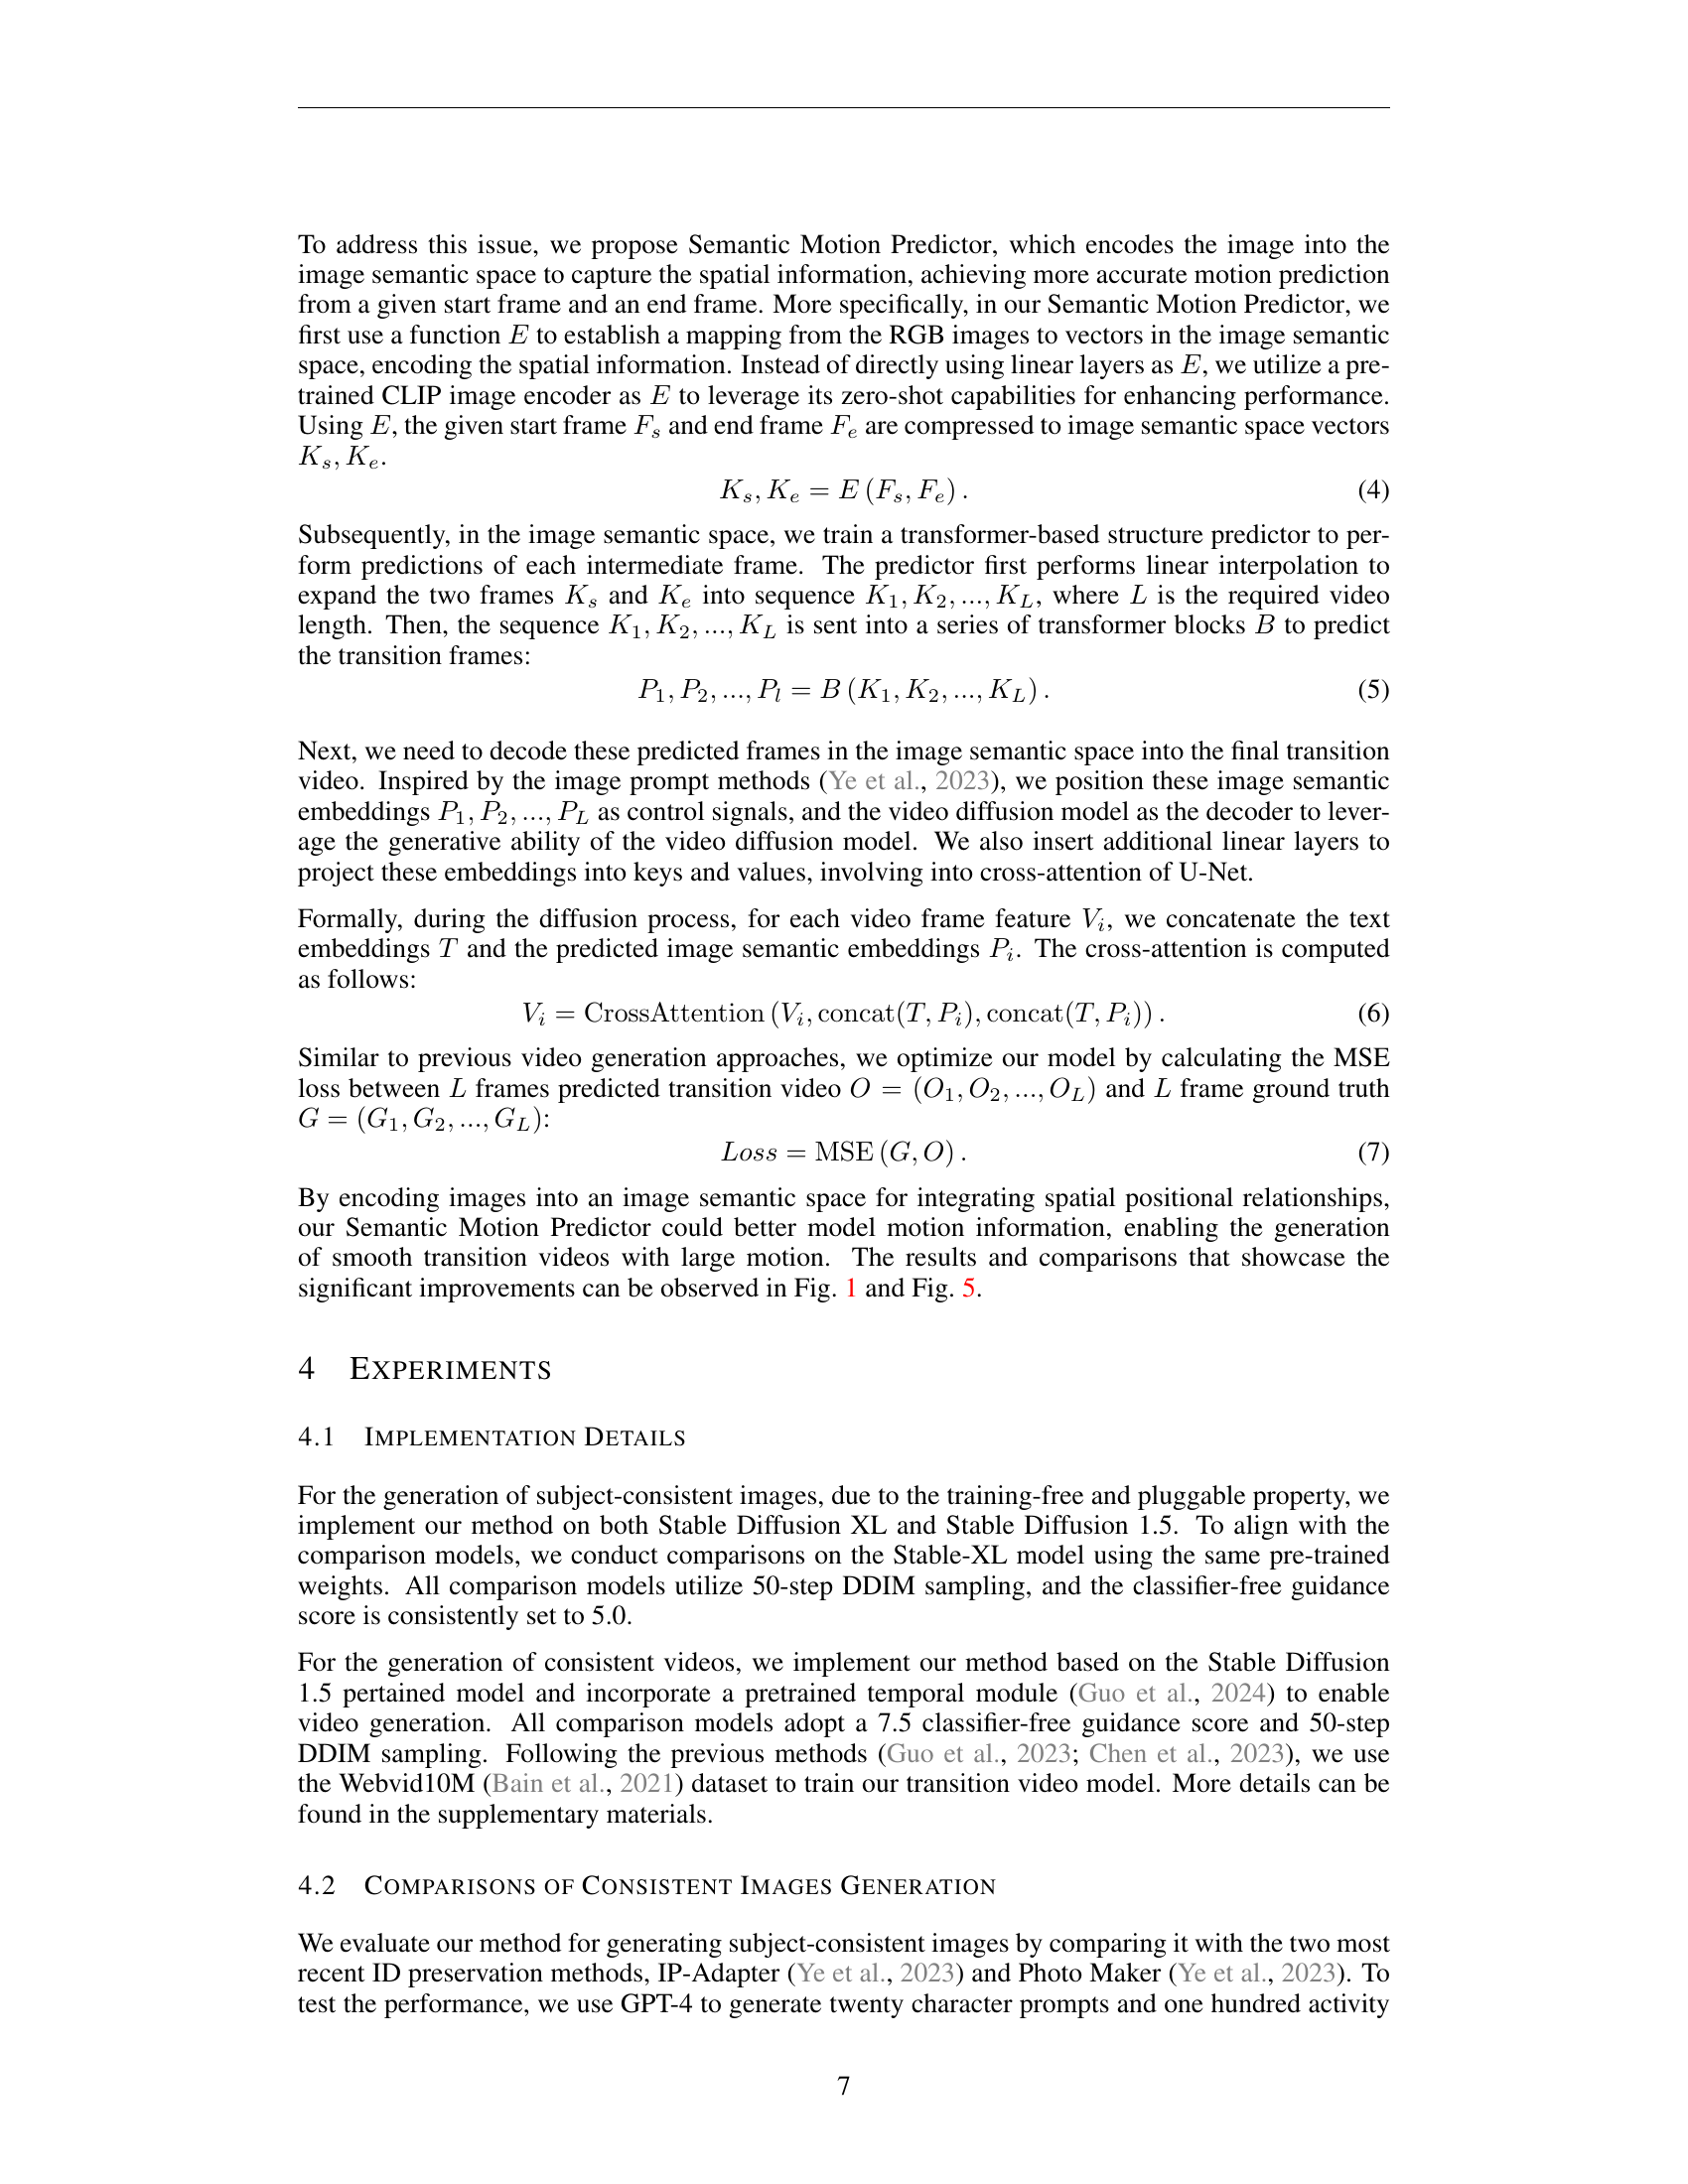 To address this issue, we propose Semantic Motion Predictor, which encodes the image into the
image semantic space to capture the spatial information, achieving more accurate motion prediction
from a given start frame and an end frame. More specifically, in our Semantic Motion Predictor, we
first use a function E to establish a mapping from the RGB images to vectors in the image semantic
space, encoding the spatial information. Instead of directly using linear layers as E, we utilize a pre-
trained CLIP image encoder as E to leverage its zero-shot capabilities for enhancing performance.
Using E, the given start frame F_s and end frame F_e are compressed to image semantic space vectors
K_s, K_e.
K_s, K_e = E (F_s, F_e) . (4)
Subsequently, in the image semantic space, we train a transformer-based structure predictor to per-
form predictions of each intermediate frame. The predictor first performs linear interpolation to
expand the two frames K_s and K_e into sequence K_1, K_2, ..., K_L, where L is the required video
length. Then, the sequence K_1, K_2, ..., K_L is sent into a series of transformer blocks B to predict
the transition frames:
P_1, P_2, ..., P_l = B (K_1, K_2, ..., K_L) . (5)
Next, we need to decode these predicted frames in the image semantic space into the final transition
video. Inspired by the image prompt methods (Ye et al., 2023), we position these image semantic
embeddings P_1, P_2, ..., P_L as control signals, and the video diffusion model as the decoder to lever-
age the generative ability of the video diffusion model. We also insert additional linear layers to
project these embeddings into keys and values, involving into cross-attention of U-Net.
Formally, during the diffusion process, for each video frame feature V_i, we concatenate the text
embeddings T and the predicted image semantic embeddings P_i. The cross-attention is computed
as follows:
V_i = CrossAttention (V_i, concat(T, P_i), concat(T, P_i)) . (6)
Similar to previous video generation approaches, we optimize our model by calculating the MSE
loss between L frames predicted transition video O = (O_1, O_2, ..., O_L) and L frame ground truth
G = (G_1, G_2, ..., G_L):
Loss = MSE (G, O) . (7)
By encoding images into an image semantic space for integrating spatial positional relationships,
our Semantic Motion Predictor could better model motion information, enabling the generation
of smooth transition videos with large motion. The results and comparisons that showcase the
significant improvements can be observed in Fig. 1 and Fig. 5.
4 EXPERIMENTS
4.1 IMPLEMENTATION DETAILS
For the generation of subject-consistent images, due to the training-free and pluggable property, we
implement our method on both Stable Diffusion XL and Stable Diffusion 1.5. To align with the
comparison models, we conduct comparisons on the Stable-XL model using the same pre-trained
weights. All comparison models utilize 50-step DDIM sampling, and the classifier-free guidance
score is consistently set to 5.0.
For the generation of consistent videos, we implement our method based on the Stable Diffusion
1.5 pertained model and incorporate a pretrained temporal module (Guo et al., 2024) to enable
video generation. All comparison models adopt a 7.5 classifier-free guidance score and 50-step
DDIM sampling. Following the previous methods (Guo et al., 2023; Chen et al., 2023), we use
the Webvid10M (Bain et al., 2021) dataset to train our transition video model. More details can be
found in the supplementary materials.
4.2 COMPARISONS OF CONSISTENT IMAGES GENERATION
We evaluate our method for generating subject-consistent images by comparing it with the two most
recent ID preservation methods, IP-Adapter (Ye et al., 2023) and Photo Maker (Ye et al., 2023). To
test the performance, we use GPT-4 to generate twenty character prompts and one hundred activity
7